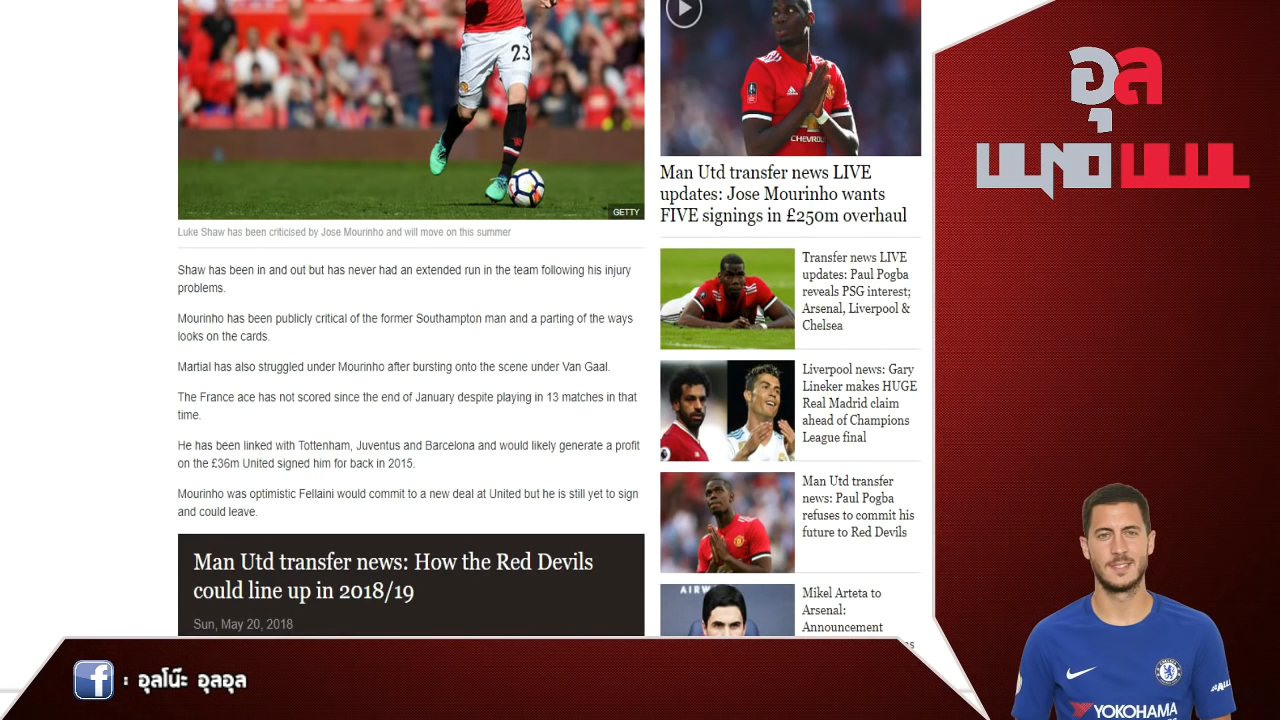 23
GETTY
Luke Shaw has been criticised by Jose Mourinho and will move on this summer
Shaw has been in and out but has never had an extended run in the team following his injury
problems.
Mourinho has been publicly critical of the former Southampton man and a parting of the ways
looks on the cards.
Martial has also struggled under Mourinho after bursting onto the scene under Van Gaal.
The France ace has not scored since the end of January despite playing in 13 matches in that
time.
He has been linked with Tottenham, Juventus and Barcelona and would likely generate a profit
on the £36m United signed him for back in 2015.
Mourinho was optimistic Fellaini would commit to a new deal at United but he is still yet to sign
and could leave.
Man Utd transfer news: How the Red Devils
could line up in 2018/19
Sun, May 20, 2018
CHEVROL
Man Utd transfer news LIVE
updates: Jose Mourinho wants
FIVE signings in £250m overhaul
Transfer news LIVE
updates: Paul Pogba
reveals PSG interest;
Arsenal, Liverpool &
Chelsea
Liverpool news: Gary
Lineker makes HUGE
Real Madrid claim
ahead of Champions
League final
Man Utd transfer
news: Paul Pogba
refuses to commit his
future to Red Devils
AIRW
Mikel Arteta to
Arsenal:
Announcement
อุล
YOKOHAMA
: อุลโน๊ะ อุลอุล